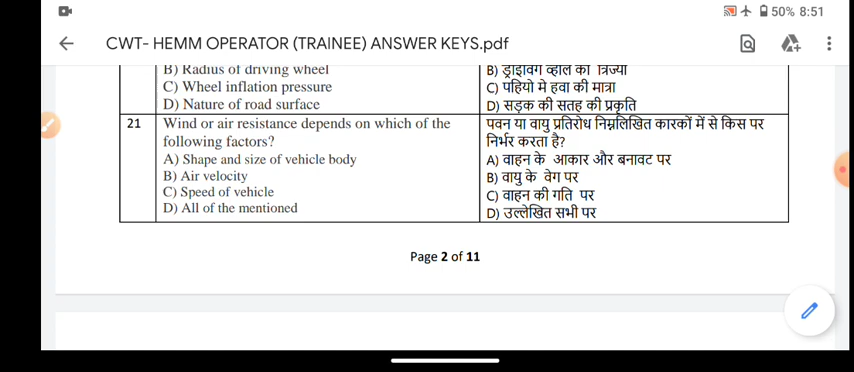 50% 8:51
CWT- HEMM OPERATOR (TRAINEE) ANSWER KEYS.pdf
B) Radius of driving wheel
C) Wheel inflation pressure
D) Nature of road surface
B) ड्राइविंग व्हील की त्रिज्या
C) पहियो मे हवा की मात्रा
D) सड़क की सतह की प्रकृति
21
Wind or air resistance depends on which of the
following factors?
A) Shape and size of vehicle body
B) Air velocity
C) Speed of vehicle
D) All of the mentioned
पवन या वायु प्रतिरोध निम्नलिखित कारकों में से किस पर
निर्भर करता है?
A) वाहन के आकार और बनावट पर
B) वायु के वेग पर
C) वाहन की गति पर
D) उल्लेखित सभी पर
Page 2 of 11